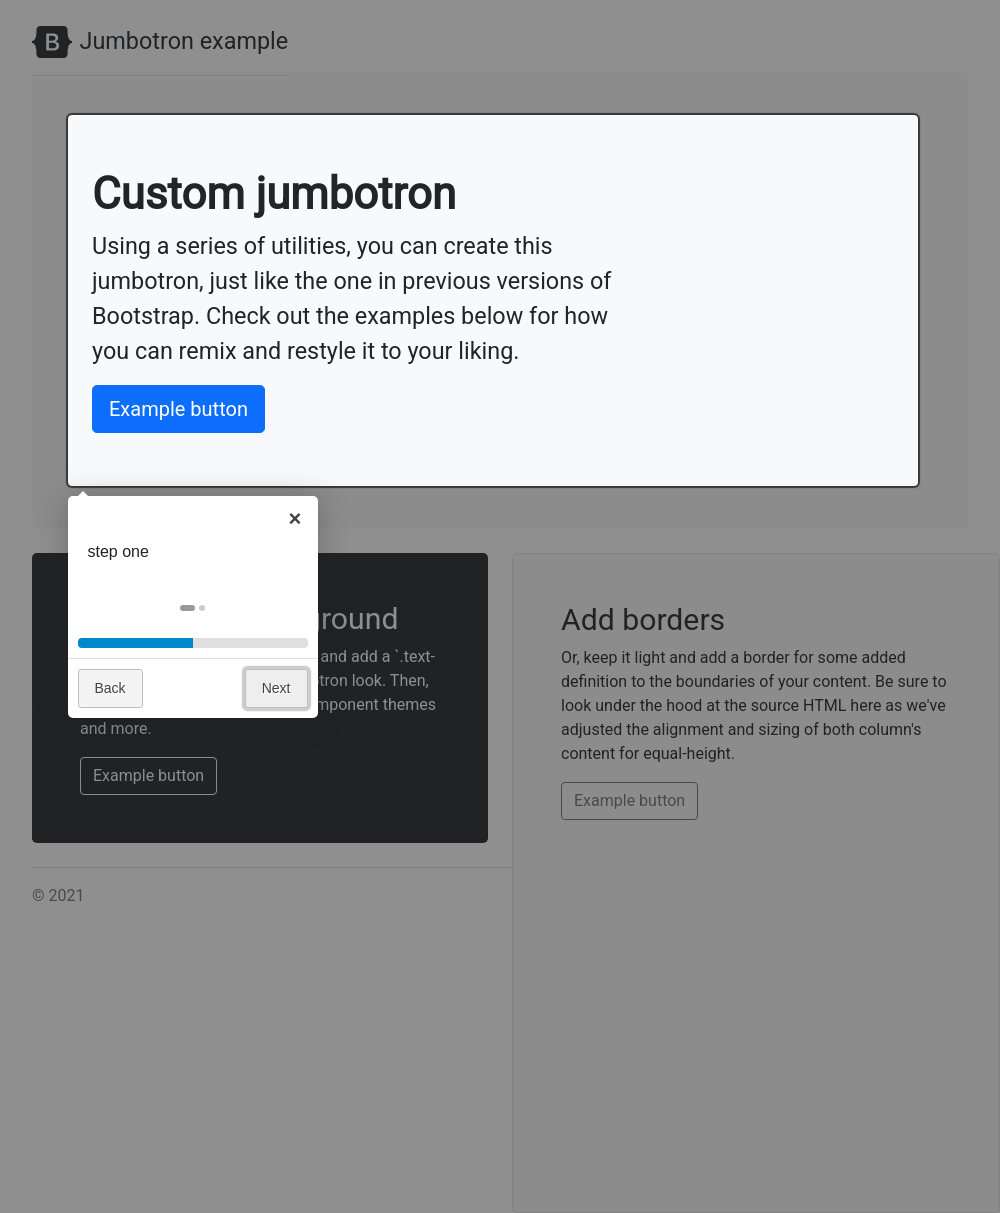 B Jumbotron example
Custom jumbotron
Using a series of utilities, you can create this
jumbotron, just like the one in previous versions of
Bootstrap. Check out the examples below for how
you can remix and restyle it to your liking.
Example button
×
step one
Back
Next
and add a `.text-
look. Then,
themes
and more.
Example button
Add borders
Or, keep it light and add a border for some added
definition to the boundaries of your content. Be sure to
look under the hood at the source HTML here as we've
adjusted the alignment and sizing of both column's
content for equal-height.
Example button
© 2021